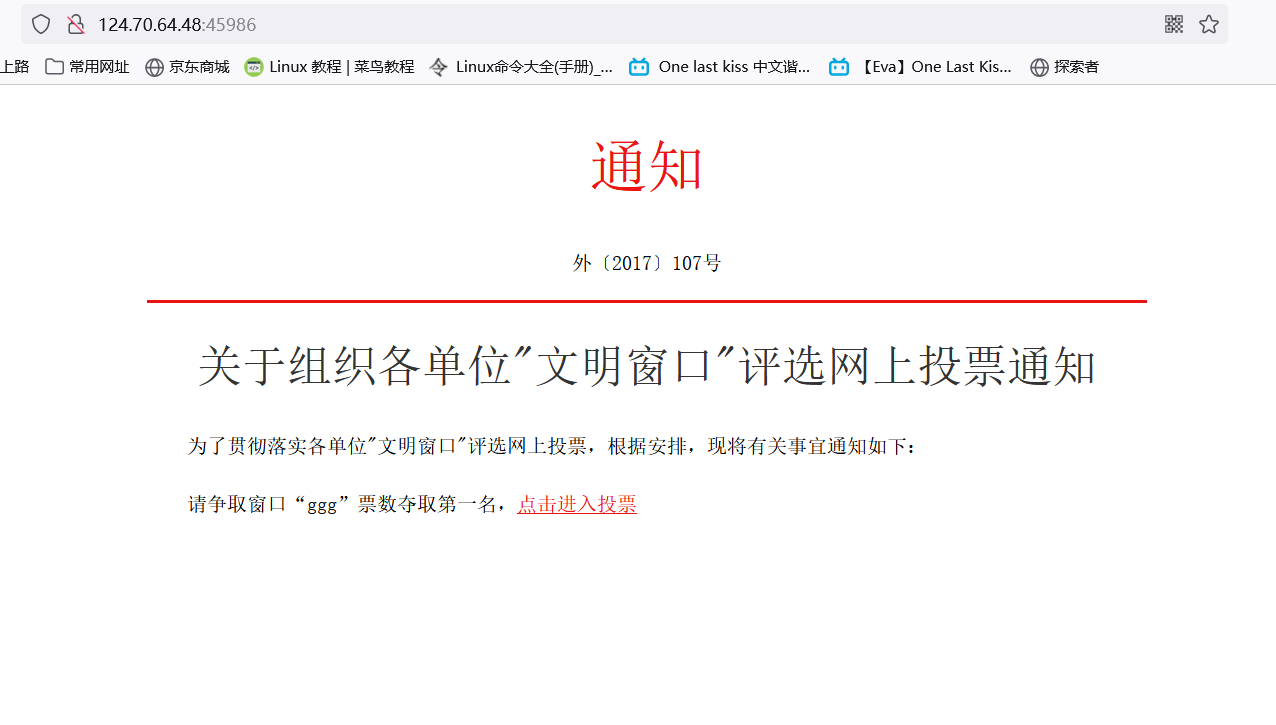 124.70.64.48:45986
上路 常用网址 京东商城 Linux 教程 | 菜鸟教程 Linux命令大全(手册)_... One last kiss 中文谐... 【Eva】One Last Kis... 探索者
通知
外〔2017〕107号
关于组织各单位"文明窗口"评选网上投票通知
为了贯彻落实各单位"文明窗口"评选网上投票，根据安排，现将有关事宜通知如下：
请争取窗口“ggg”票数夺取第一名，点击进入投票